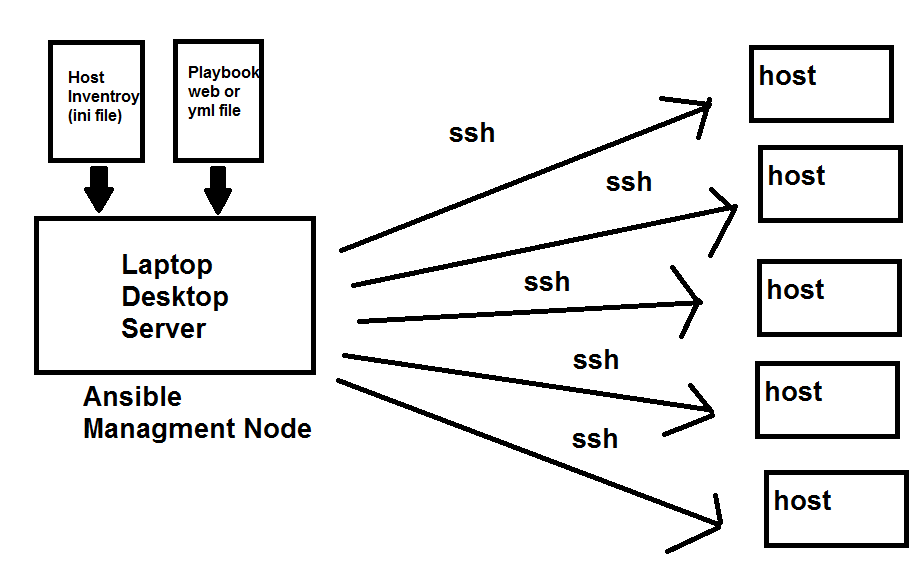 Host
Inventroy
(ini file)
Playbook
web or
yml file
Laptop
Desktop
Server
Ansible
Managment Node
ssh
ssh
ssh
ssh
ssh
host
host
host
host
host